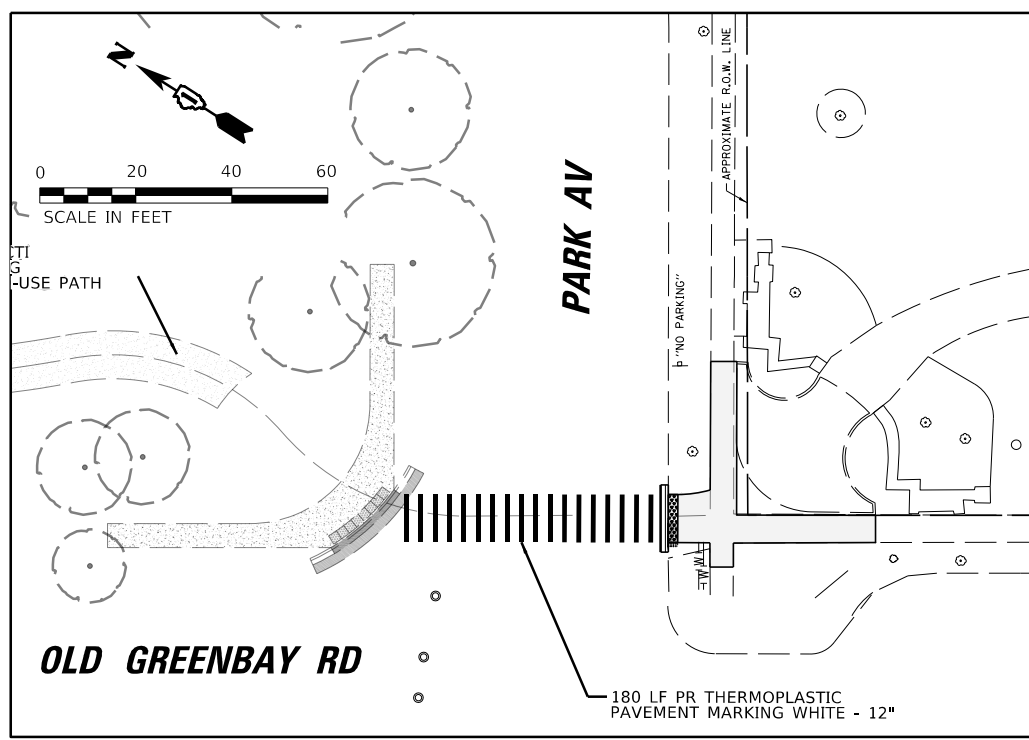 N
0 20 40 60
SCALE IN FEET
G
-USE PATH
PARK AV
APPROXIMATE R.O.W. LINE
"NO PARKING"
W
W
OLD GREENBAY RD
180 LF PR THERMOPLASTIC
PAVEMENT MARKING WHITE - 12"